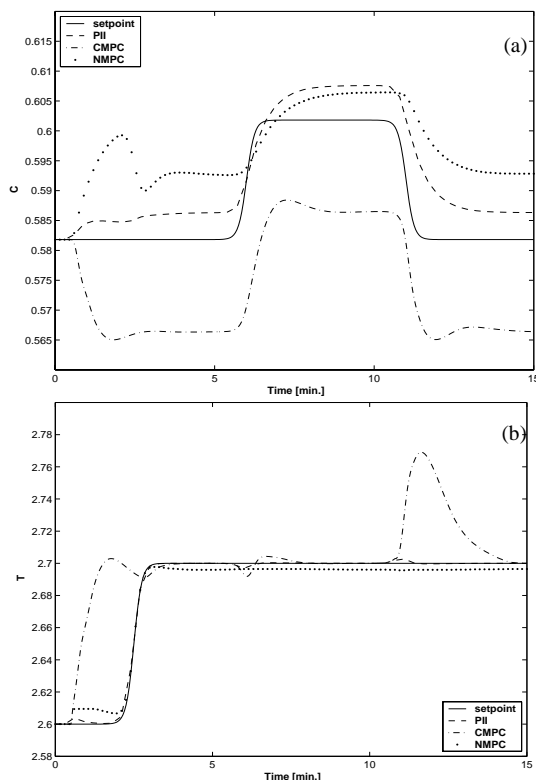 0.615
0.61
0.605
0.6
0.595
0.59
0.585
0.58
0.575
0.57
0.565
C
setpoint
PII
CMPC
NMPC
(a)
0
5
10
15
Time [min.]
2.78
2.76
2.74
2.72
2.7
2.68
2.66
2.64
2.62
2.6
2.58
T
(b)
setpoint
PII
CMPC
NMPC
0
5
10
15
Time [min.]